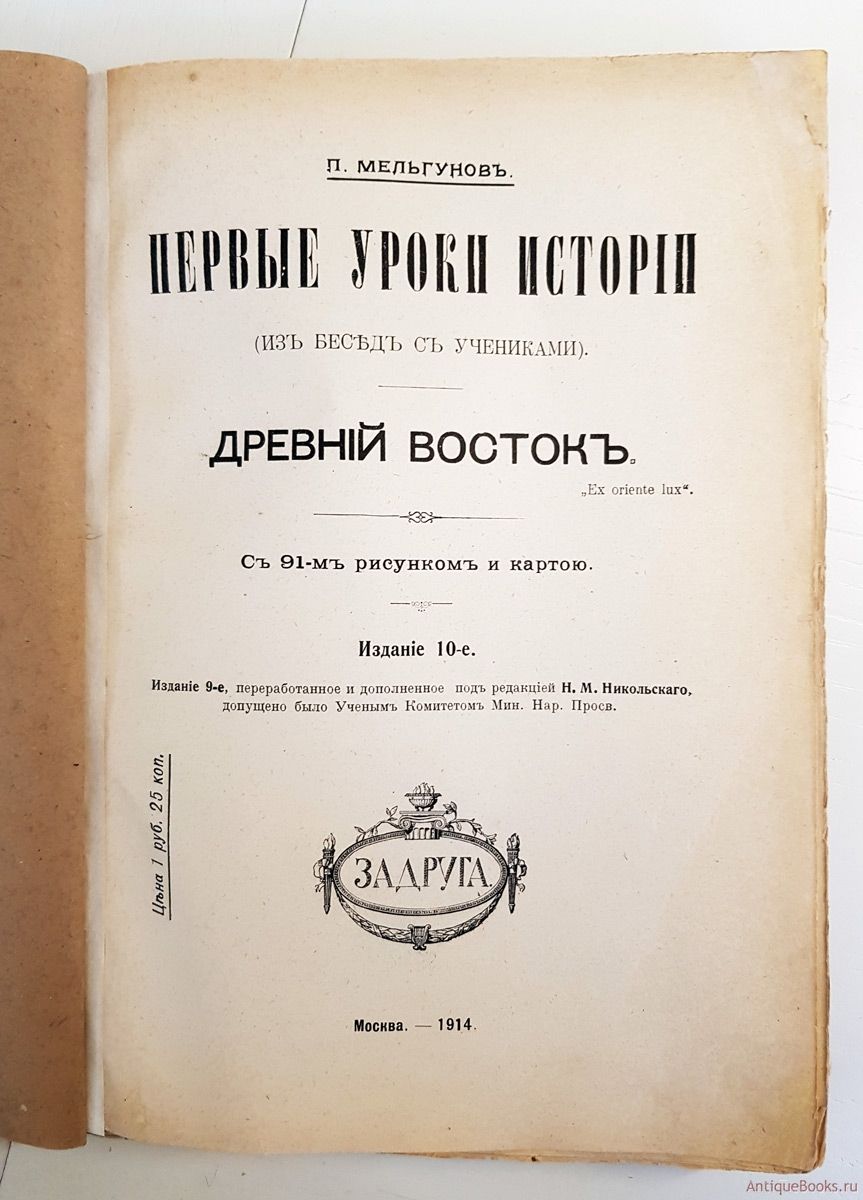 П. МЕЛЬГУНОВЪ.
ПЕРВЫЕ УРОКИ ИСТОРІИ
(ИЗЪ БЕСѢДЪ СЪ УЧЕНИКАМИ).
ДРЕВНІЙ ВОСТОКЪ.
„Ex oriente lux“.
Съ 91-мъ рисункомъ и картою.
Изданіе 10-е.
Изданіе 9-е, переработанное и дополненное подъ редакціей Н. М. Никольскаго,
допущено было Ученымъ Комитетомъ Мин. Нар. Просв.
Цѣна 1 руб. 25 коп.
ЗАДРУГА.
Москва. — 1914.
AntiqueBooks.ru